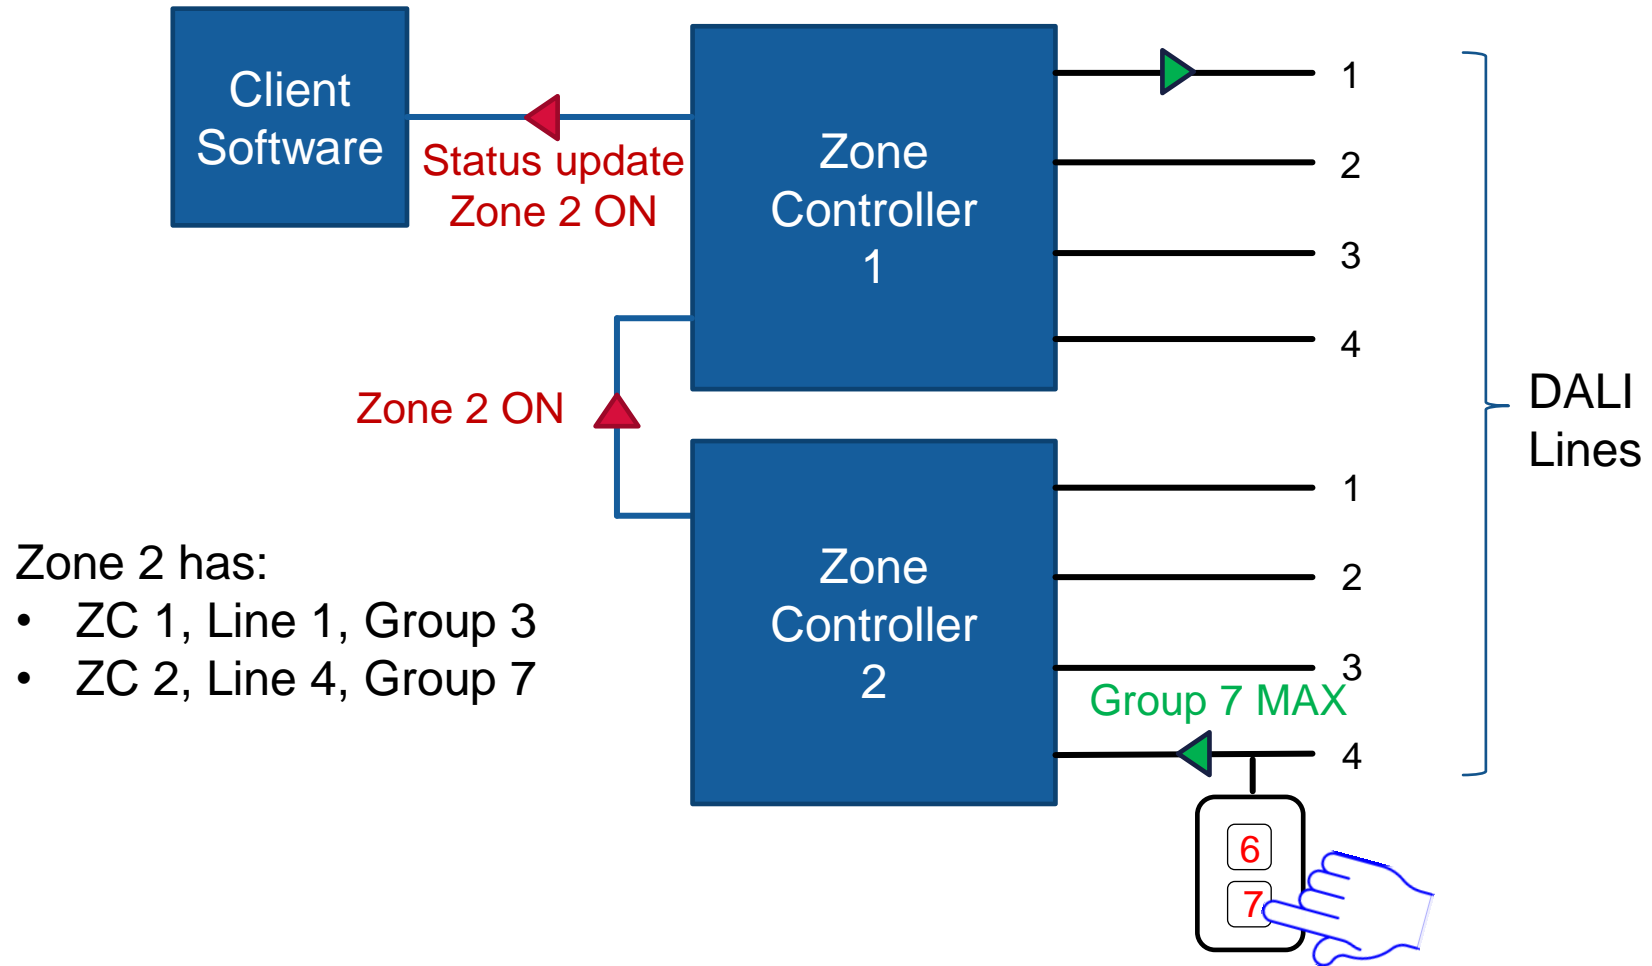 Client
Software
Status update
Zone 2 ON
Zone
Controller
1
1
2
3
4
Zone 2 ON
DALI
Lines
Zone
Controller
2
1
2
3
Group 7 MAX
4
Zone 2 has:
• ZC 1, Line 1, Group 3
• ZC 2, Line 4, Group 7
6
7